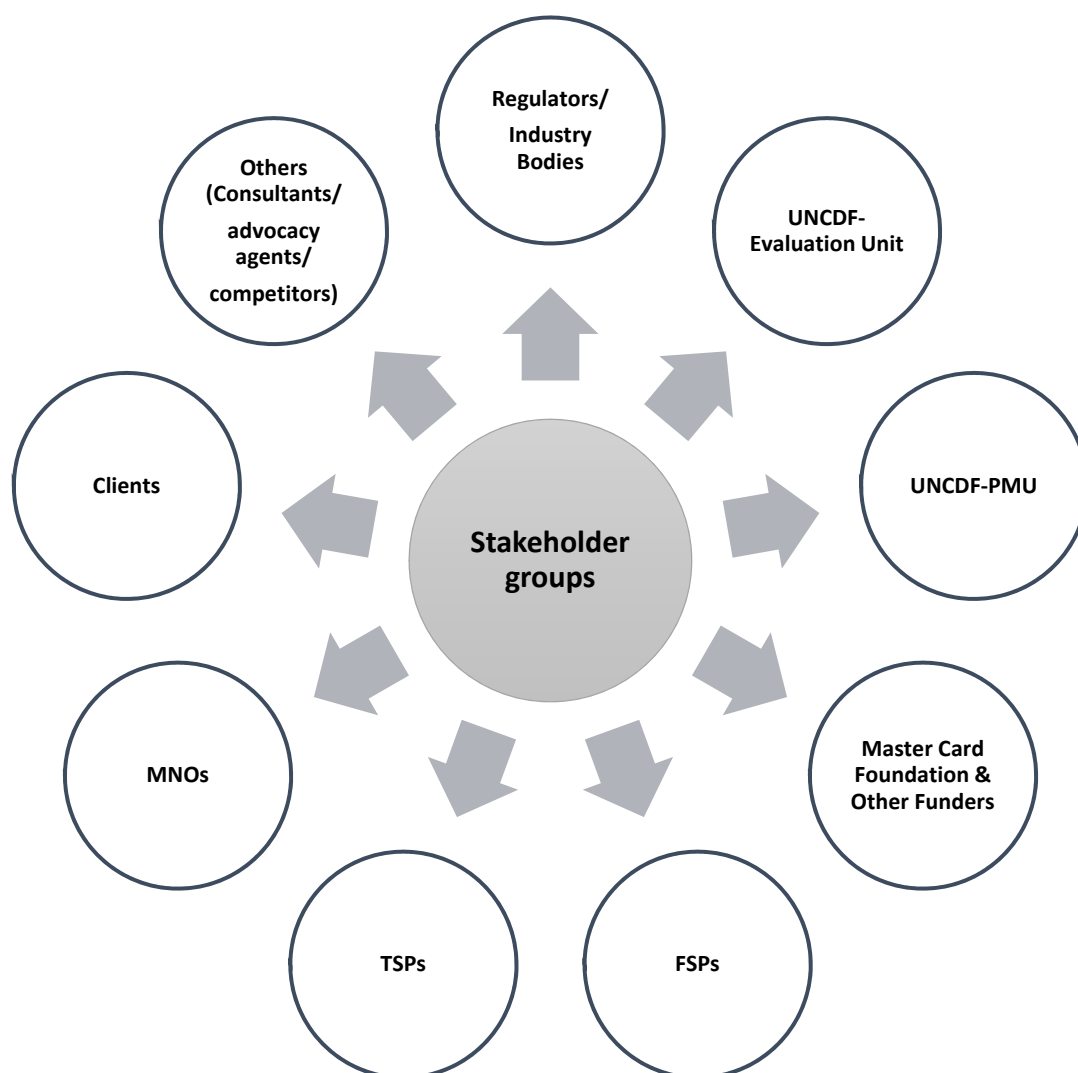 Regulators/
Industry
Bodies
UNCDF-
Evaluation Unit
UNCDF-PMU
Master Card
Foundation &
Other Funders
FSPs
TSPs
MNOs
Clients
Others
(Consultants/
advocacy
agents/
competitors)
Stakeholder
groups